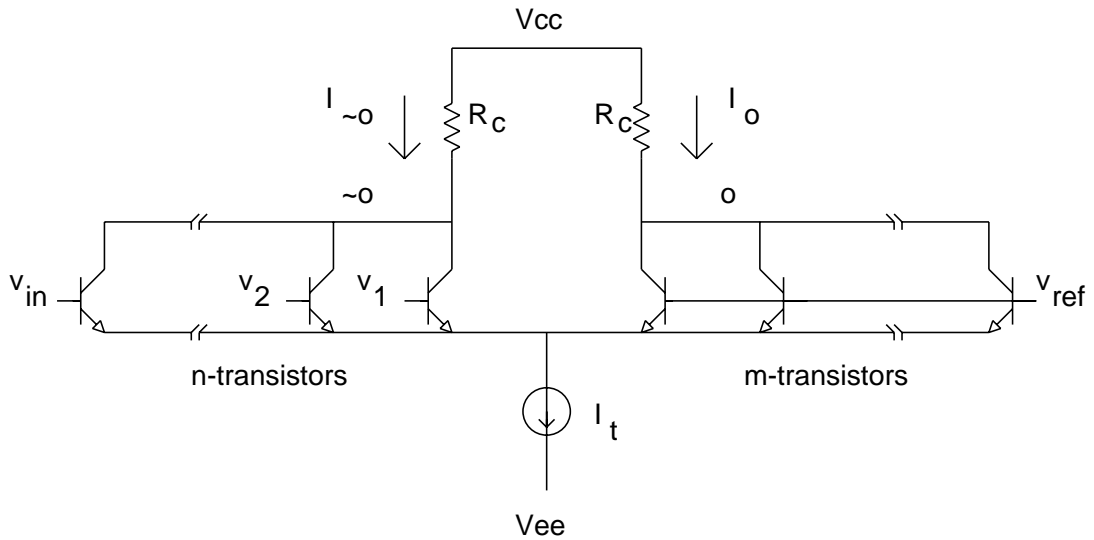 Vcc
I ~o
R c
R c
I o
~o
o
v in
v 2
v 1
v ref
n-transistors
m-transistors
I t
Vee